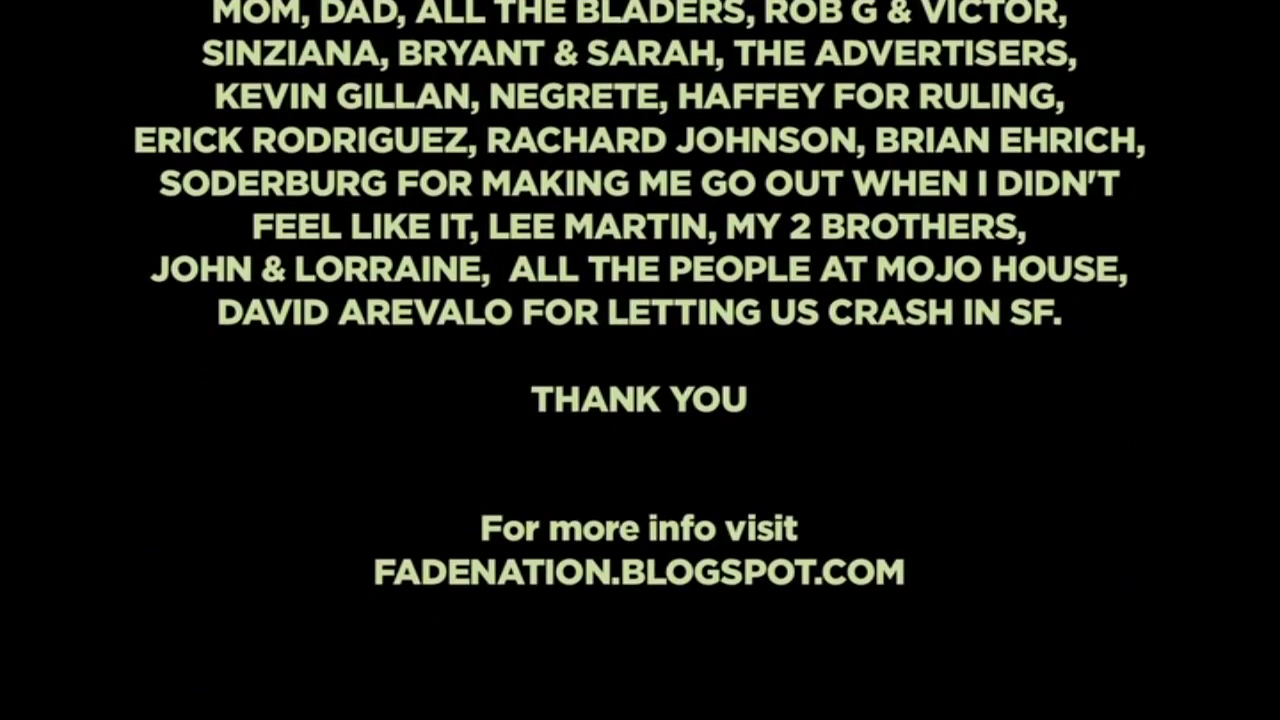 MOM, DAD, ALL THE BLADERS, ROB G & VICTOR,
SINZIANA, BRYANT & SARAH, THE ADVERTISERS,
KEVIN GILLAN, NEGRETE, HAFFEY FOR RULING,
ERICK RODRIGUEZ, RACHARD JOHNSON, BRIAN EHRICH,
SODERBURG FOR MAKING ME GO OUT WHEN I DIDN'T
FEEL LIKE IT, LEE MARTIN, MY 2 BROTHERS,
JOHN & LORRAINE, ALL THE PEOPLE AT MOJO HOUSE,
DAVID AREVALO FOR LETTING US CRASH IN SF.
THANK YOU
For more info visit
FADENATION.BLOGSPOT.COM